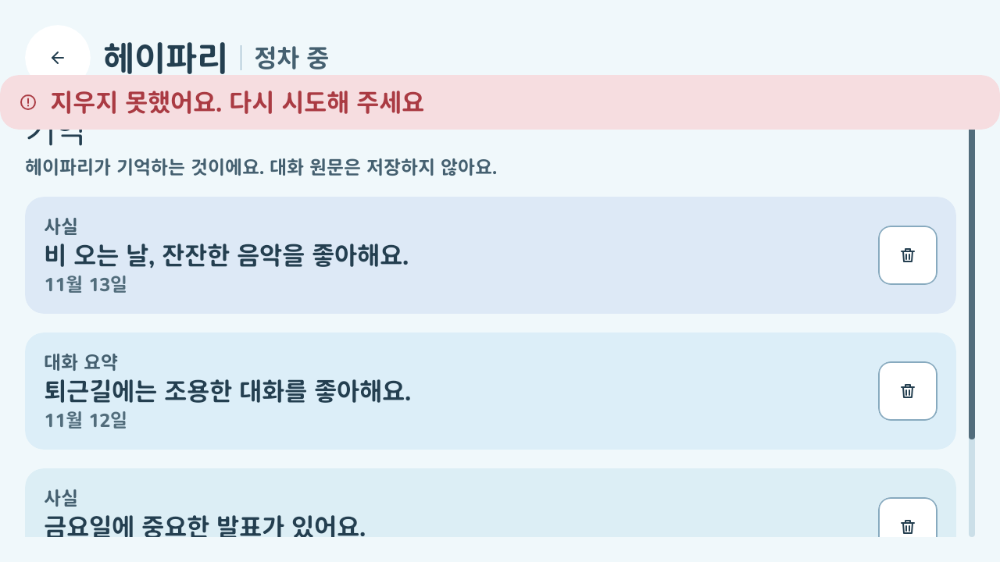 헤이파리 정차 중
지우지 못했어요. 다시 시도해 주세요
기억
헤이파리가 기억하는 것이에요. 대화 원문은 저장하지 않아요.
사실
비 오는 날, 잔잔한 음악을 좋아해요.
11월 13일
대화 요약
퇴근길에는 조용한 대화를 좋아해요.
11월 12일
사실
금요일에 중요한 발표가 있어요.